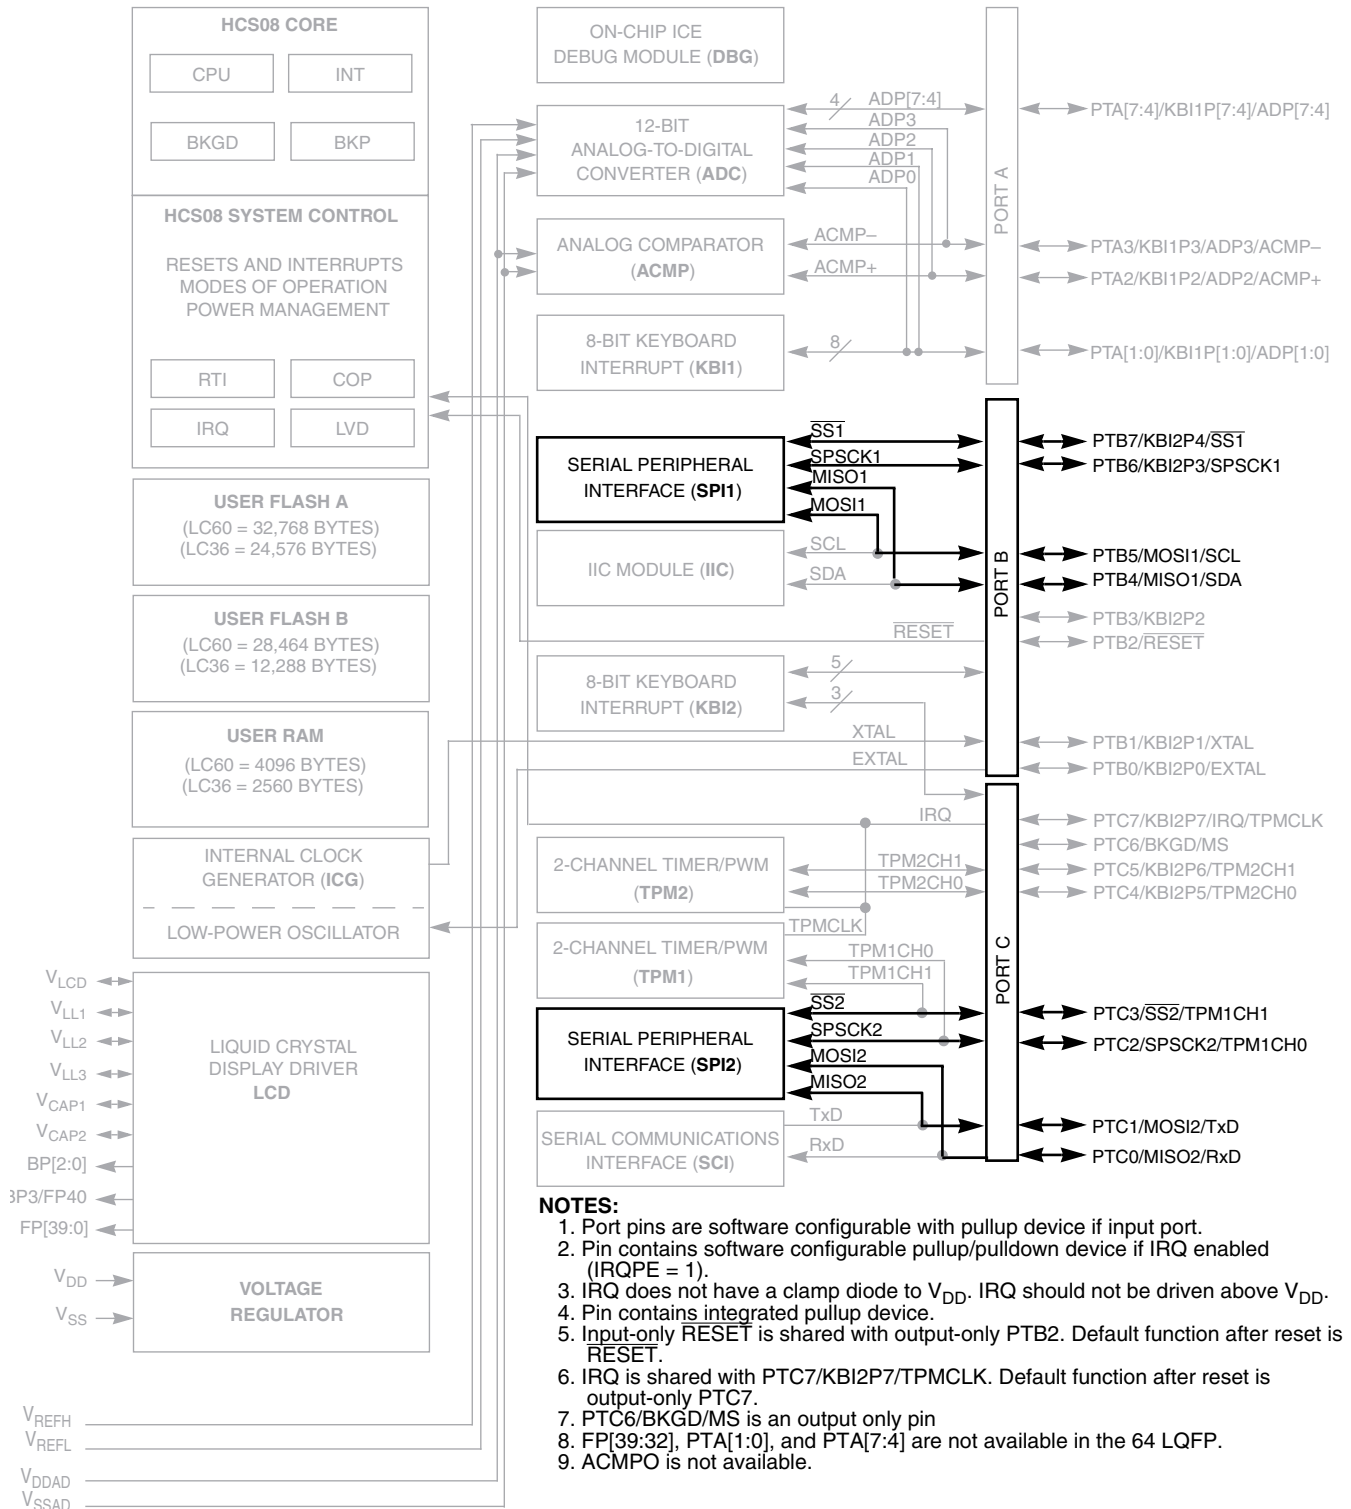 HCS08 CORE
CPU
INT
BKGD
BKP
HCS08 SYSTEM CONTROL
RESETS AND INTERRUPTS
MODES OF OPERATION
POWER MANAGEMENT
RTI
COP
IRQ
LVD
USER FLASH A
(LC60 = 32,768 BYTES)
(LC36 = 24,576 BYTES)
USER FLASH B
(LC60 = 28,464 BYTES)
(LC36 = 12,288 BYTES)
USER RAM
(LC60 = 4096 BYTES)
(LC36 = 2560 BYTES)
INTERNAL CLOCK
GENERATOR (ICG)
LOW-POWER OSCILLATOR
VLCD
VLL1
VLL2
VLL3
VCAP1
VCAP2
BP[2:0]
BP3/FP40
FP[39:0]
LIQUID CRYSTAL
DISPLAY DRIVER
LCD
VDD
VSS
VOLTAGE
REGULATOR
VREFH
VREFL
VDDAD
VSSAD
ON-CHIP ICE
DEBUG MODULE (DBG)
12-BIT
ANALOG-TO-DIGITAL
CONVERTER (ADC)
4
ADP[7:4]
ADP3
ADP2
ADP1
ADP0
ANALOG COMPARATOR
(ACMP)
ACMP–
ACMP+
8-BIT KEYBOARD
INTERRUPT (KBI1)
8
SERIAL PERIPHERAL
INTERFACE (SPI1)
SS1
SPSCK1
MISO1
MOSI1
IIC MODULE (IIC)
SCL
SDA
RESET
8-BIT KEYBOARD
INTERRUPT (KBI2)
5
3
XTAL
EXTAL
IRQ
2-CHANNEL TIMER/PWM
(TPM2)
TPM2CH1
TPM2CH0
TPMCLK
2-CHANNEL TIMER/PWM
(TPM1)
TPM1CH0
TPM1CH1
SERIAL PERIPHERAL
INTERFACE (SPI2)
SS2
SPSCK2
MOSI2
MISO2
SERIAL COMMUNICATIONS
INTERFACE (SCI)
TxD
RxD
PORT A
PTA[7:4]/KBI1P[7:4]/ADP[7:4]
PTA3/KBI1P3/ADP3/ACMP–
PTA2/KBI1P2/ADP2/ACMP+
PTA[1:0]/KBI1P[1:0]/ADP[1:0]
PORT B
PTB7/KBI2P4/SS1
PTB6/KBI2P3/SPSCK1
PTB5/MOSI1/SCL
PTB4/MISO1/SDA
PTB3/KBI2P2
PTB2/RESET
PTB1/KBI2P1/XTAL
PTB0/KBI2P0/EXTAL
PORT C
PTC7/KBI2P7/IRQ/TPMCLK
PTC6/BKGD/MS
PTC5/KBI2P6/TPM2CH1
PTC4/KBI2P5/TPM2CH0
PTC3/SS2/TPM1CH1
PTC2/SPSCK2/TPM1CH0
PTC1/MOSI2/TxD
PTC0/MISO2/RxD
NOTES:
1. Port pins are software configurable with pullup device if input port.
2. Pin contains software configurable pullup/pulldown device if IRQ enabled
(IRQPE = 1).
3. IRQ does not have a clamp diode to VDD. IRQ should not be driven above VDD.
4. Pin contains integrated pullup device.
5. Input-only RESET is shared with output-only PTB2. Default function after reset is
RESET.
6. IRQ is shared with PTC7/KBI2P7/TPMCLK. Default function after reset is
output-only PTC7.
7. PTC6/BKGD/MS is an output only pin
8. FP[39:32], PTA[1:0], and PTA[7:4] are not available in the 64 LQFP.
9. ACMPO is not available.